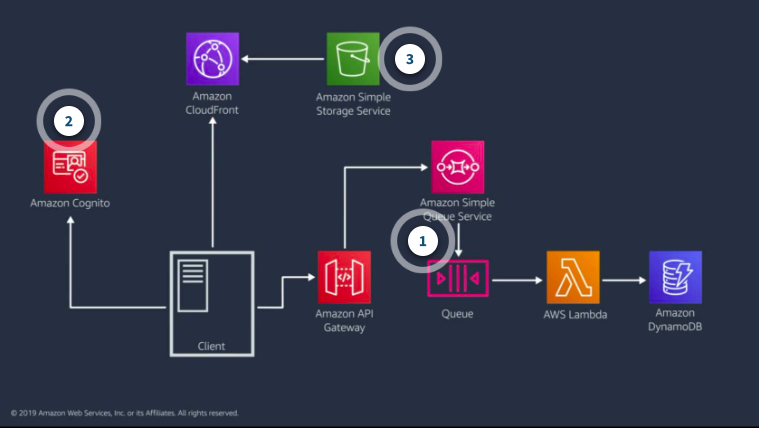 3
Amazon
CloudFront
Amazon Simple
Storage Service
2
Amazon Cognito
Amazon Simple
Queue Service
1
Client
Amazon API
Gateway
Queue
AWS Lambda
Amazon
DynamoDB
© 2019 Amazon Web Services, Inc. or its Affiliates. All rights reserved.